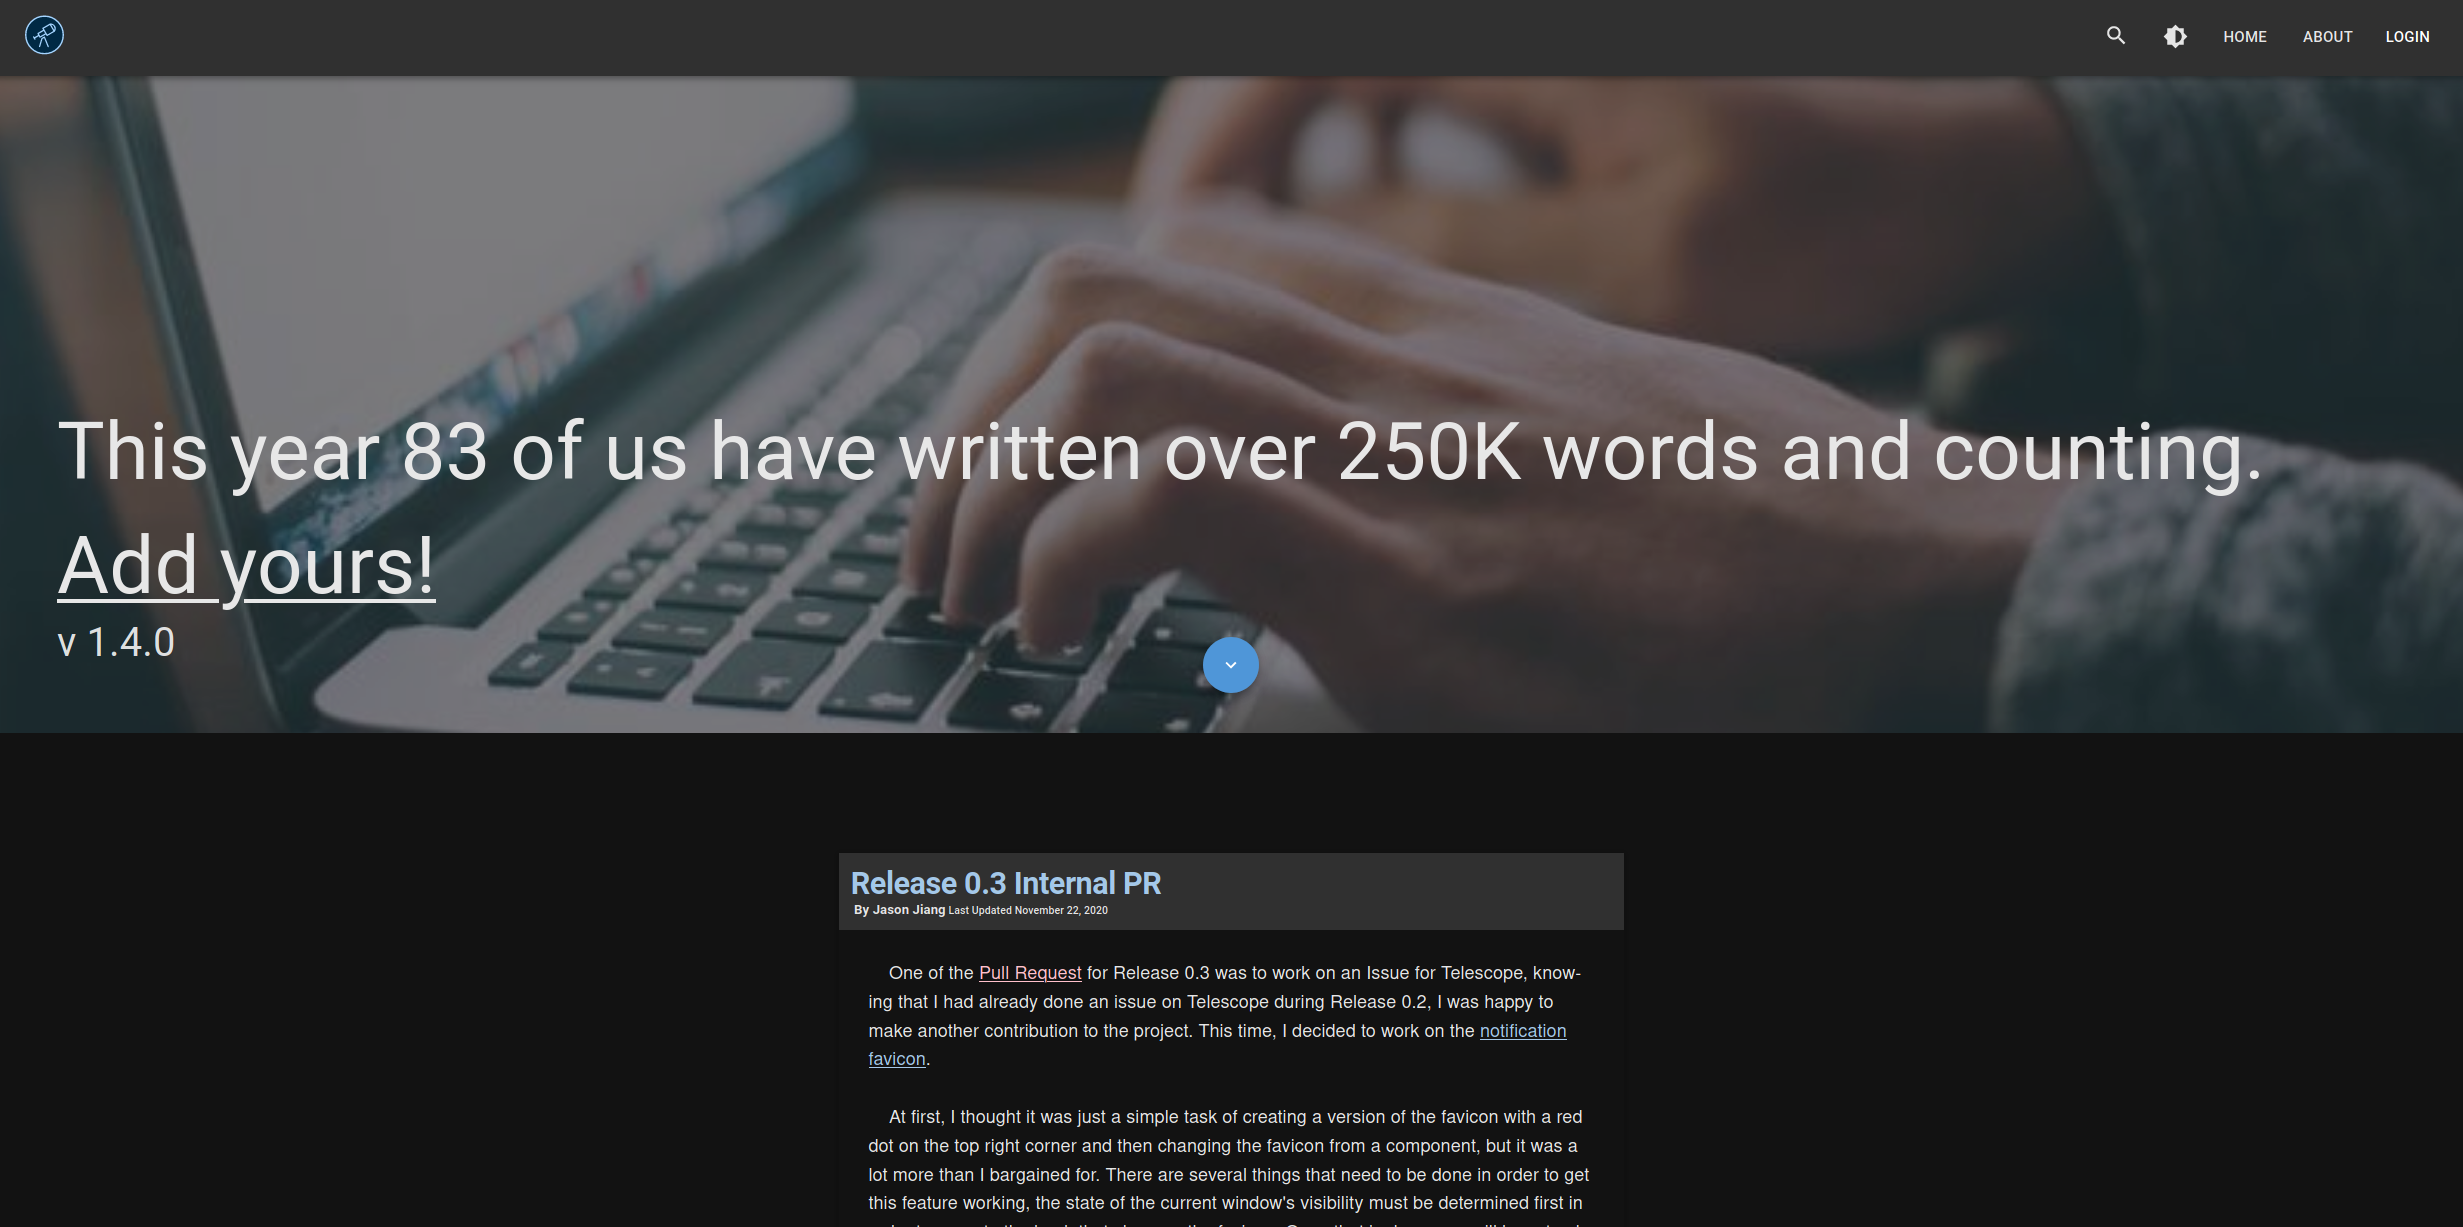 HOME ABOUT LOGIN
This year 83 of us have written over 250K words and counting.
Add yours!
v 1.4.0
Release 0.3 Internal PR
By Jason Jiang Last Updated November 22, 2020
One of the Pull Request for Release 0.3 was to work on an Issue for Telescope, know-
ing that I had already done an issue on Telescope during Release 0.2, I was happy to
make another contribution to the project. This time, I decided to work on the notification
favicon.
At first, I thought it was just a simple task of creating a version of the favicon with a red
dot on the top right corner and then changing the favicon from a component, but it was a
lot more than I bargained for. There are several things that need to be done in order to get
this feature working, the state of the current window's visibility must be determined first in